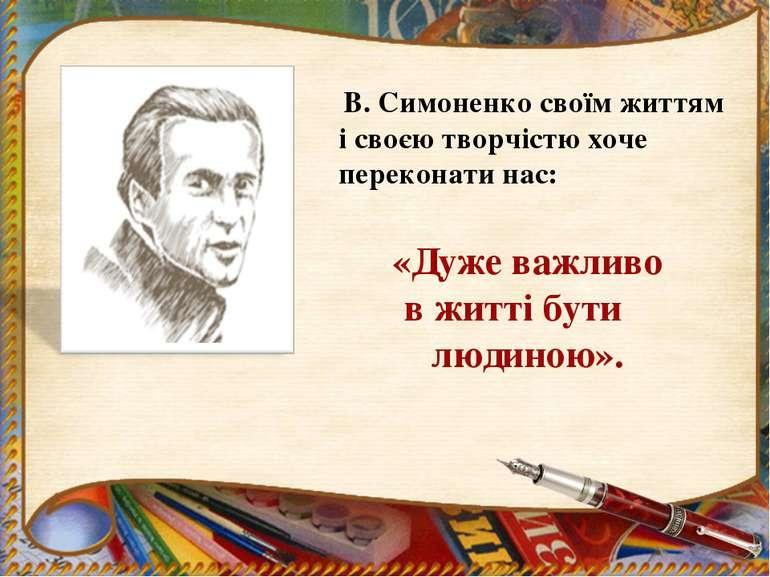 В. Симоненко своїм життям
і своєю творчістю хоче
переконати нас:
«Дуже важливо
в житті бути
людиною».